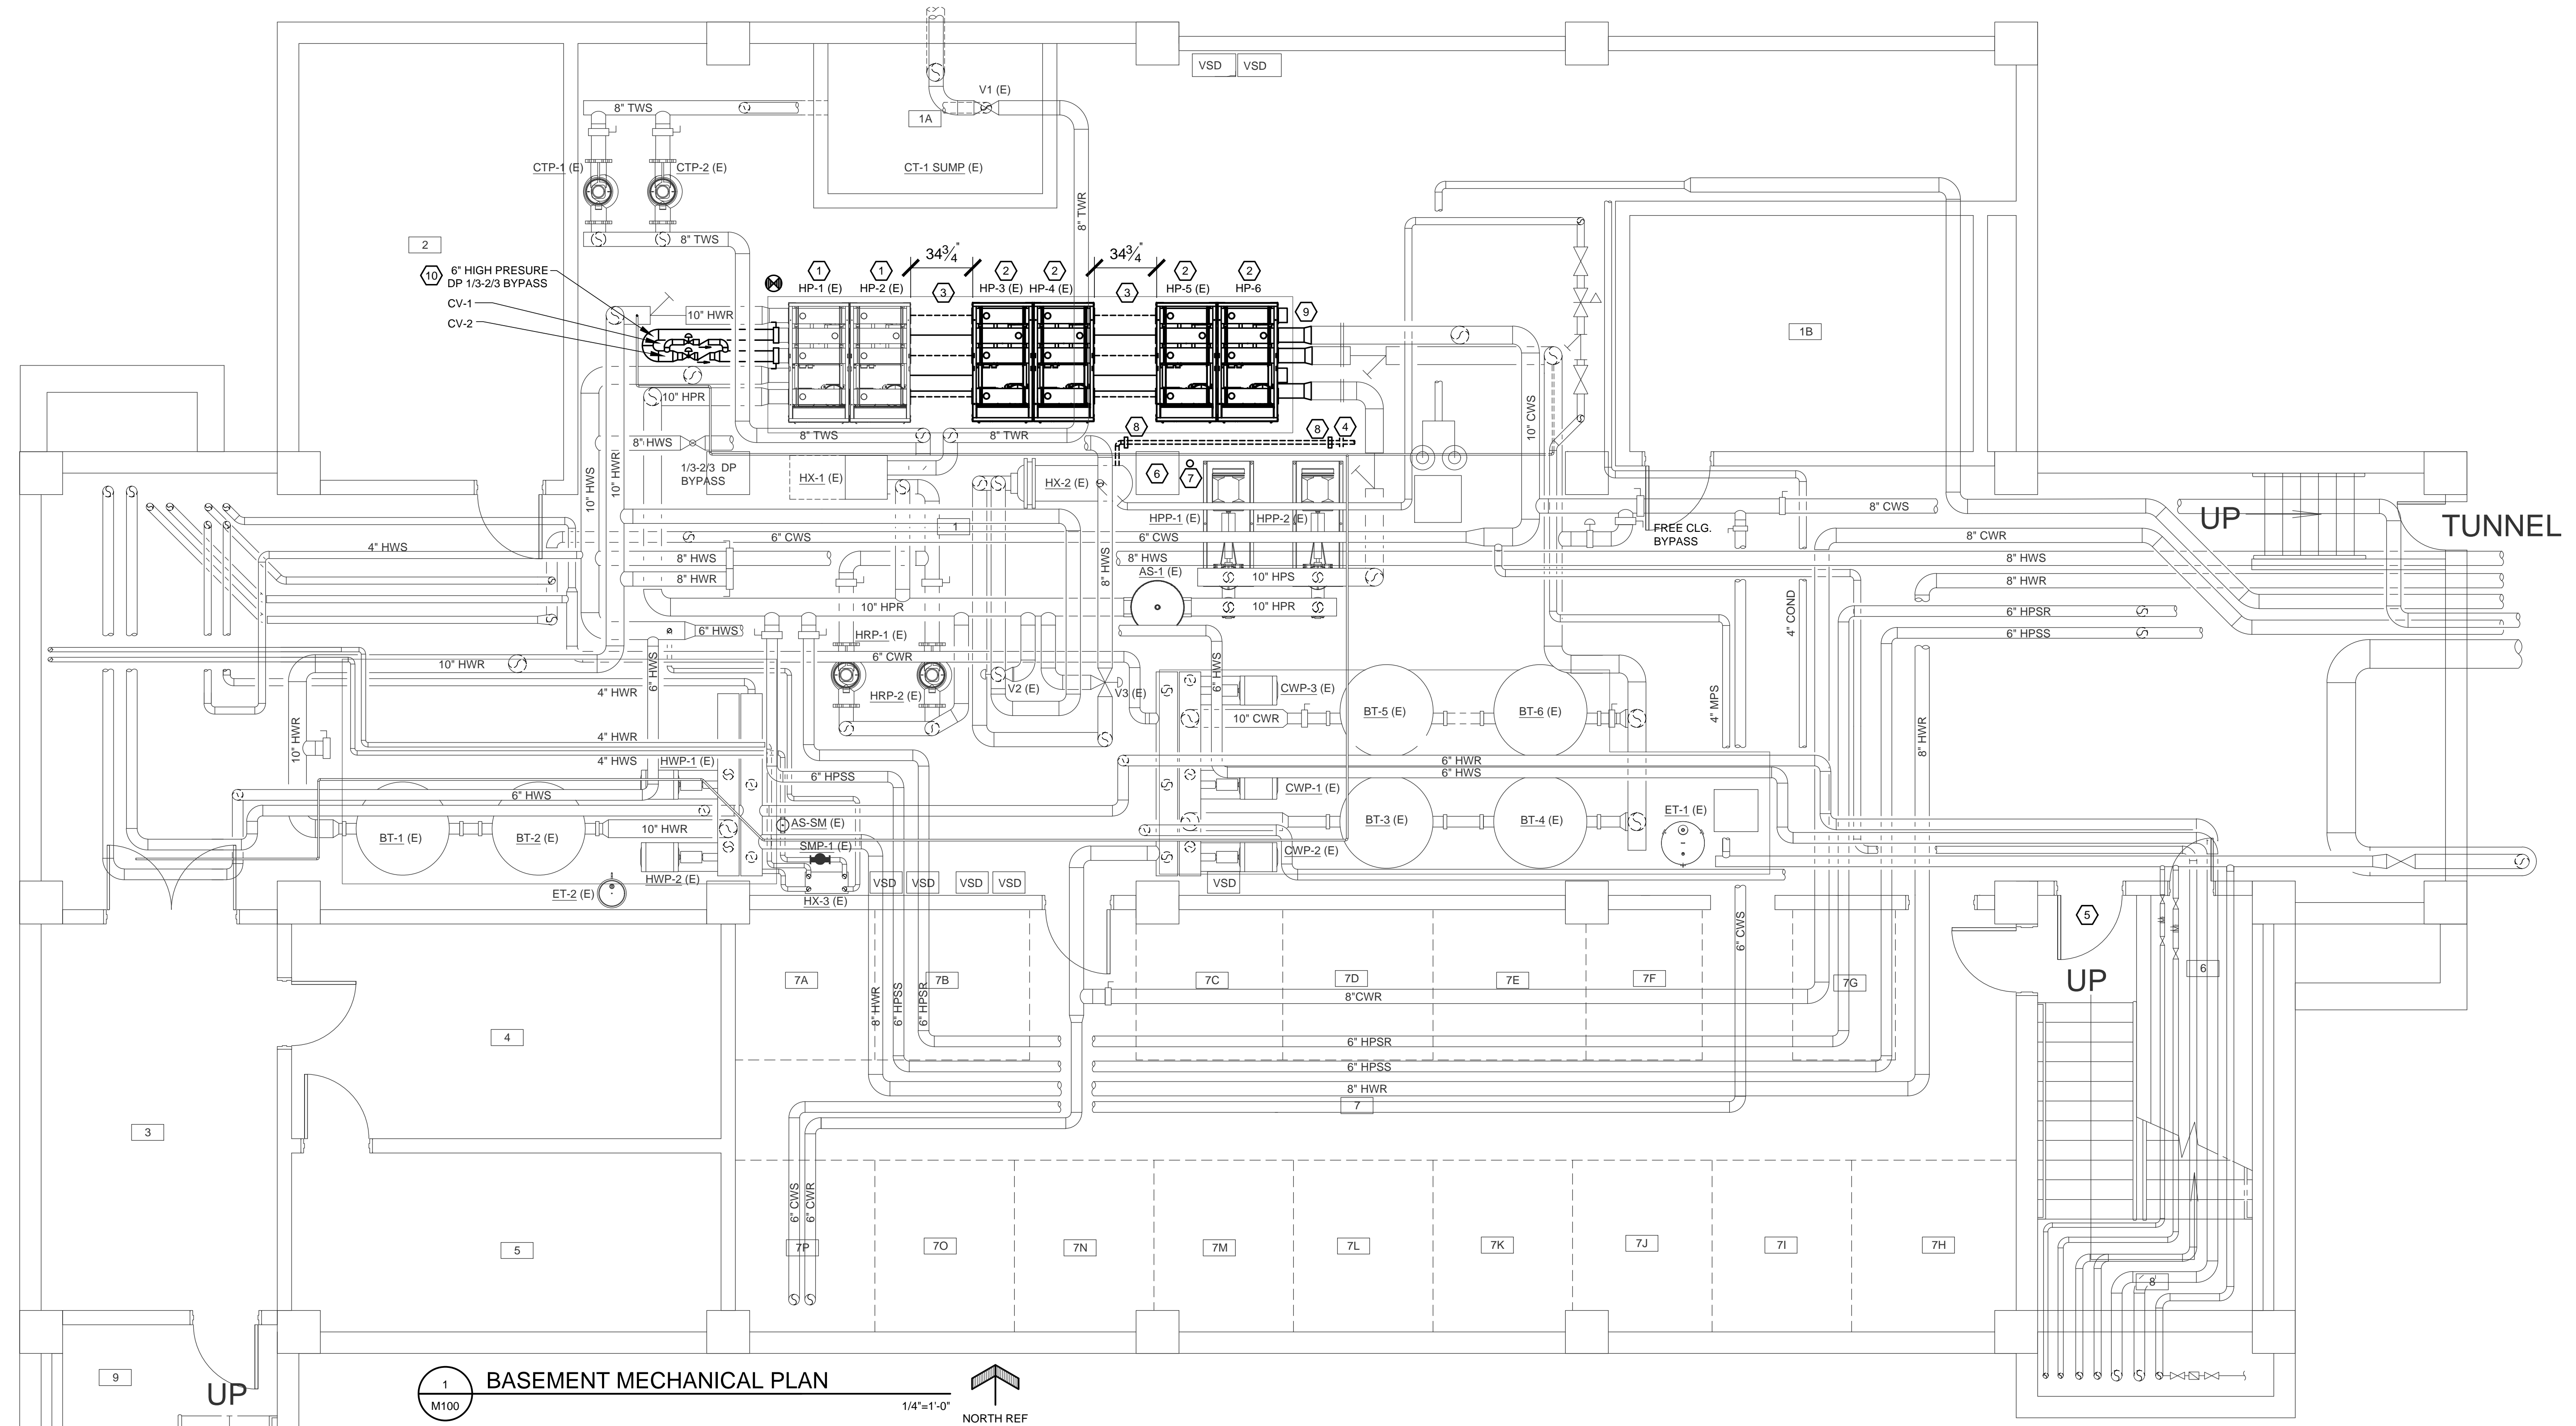 VSD VSD
V1 (E)
8" TWS
1A
CTP-1 (E)
CTP-2 (E)
CT-1 SUMP (E)
8" TWR
2
8" TWS
34¾"
34¾"
10
6" HIGH PRESURE
DP 1/3-2/3 BYPASS
CV-1
CV-2
1
HP-1 (E)
1
HP-2 (E)
3
2
HP-3 (E)
2
HP-4 (E)
3
2
HP-5 (E)
2
HP-6
9
10" HWR
1B
10" HPR
10" CWS
8" HWS
8" TWS
8" TWR
8
8
4
1/3-2/3 DP
BYPASS
HX-1 (E)
HX-2 (E)
6
7
10" HWS
10" HWR
HPP-1 (E)
HPP-2 (E)
8" CWS
UP
TUNNEL
1
FREE CLG.
BYPASS
4" HWS
6" CWS
6" CWS
8" CWR
8" HWS
8" HWS
8" HWS
8" HWS
8" HWR
AS-1 (E)
10" HPS
8" HWR
10" HPR
10" HPR
4" COND
6" HPSR
6" HWS
HRP-1 (E)
6" HPSS
10" HWR
6" CWR
6" HWS
6" HWS
4" HWR
HRP-2 (E)
V2 (E)
V3 (E)
CWP-3 (E)
10" CWR
BT-5 (E)
BT-6 (E)
4" MPS
8" HWR
10" HWR
4" HWR
4" HWS
HWP-1 (E)
6" HPSS
6" HWR
6" HWS
6" HWS
CWP-1 (E)
BT-1 (E)
BT-2 (E)
10" HWR
AS-SM (E)
BT-3 (E)
BT-4 (E)
ET-1 (E)
SMP-1 (E)
CWP-2 (E)
HWP-2 (E)
ET-2 (E)
VSD VSD VSD VSD
VSD
HX-3 (E)
5
6" CWS
7A
7B
7C
7D
7E
7F
7G
UP
6
8" HWR
6" HPSS
6" HPSR
8"CWR
4
6" HPSR
6" HPSS
8" HWR
7
3
6" CWS
6" CWR
5
7P
7O
7N
7M
7L
7K
7J
7I
7H
8
9
UP
1
M100
BASEMENT MECHANICAL PLAN
1/4"=1'-0"
NORTH REF